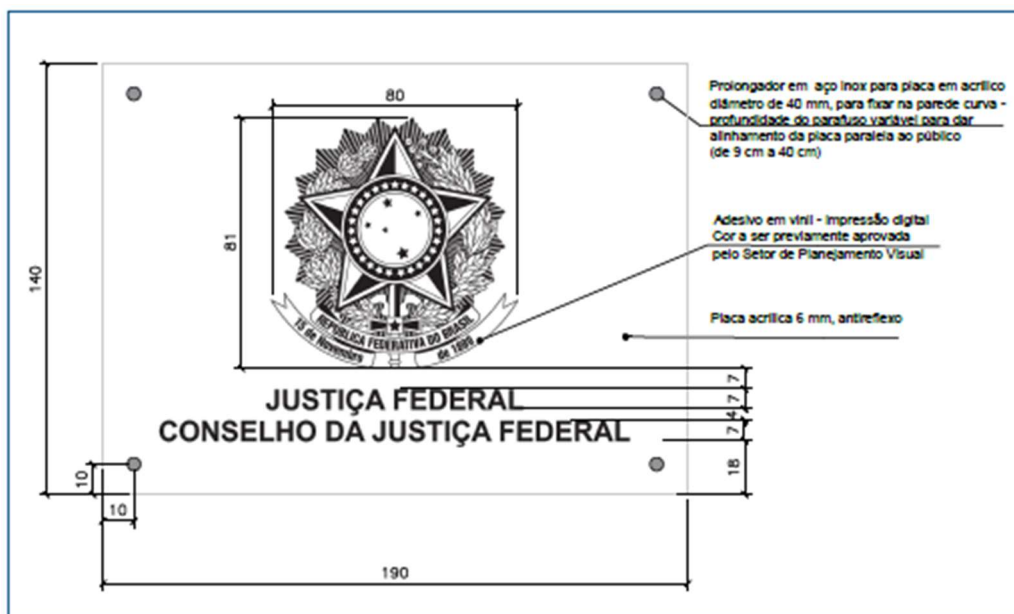 80
Prolongador em aço inox para placa em acrílico
diâmetro de 40 mm, para fixar na parede curva -
profundidade do parafuso variável para dar
alinhamento da placa paralela ao público
(de 9 cm a 40 cm)
81
140
Adesivo em vinil - impressão digital
Cor a ser previamente aprovada
pelo Setor de Planejamento Visual
Placa acrílica 6 mm, antireflexo
REPÚBLICA FEDERATIVA DO BRASIL
15 de Novembro
de 1889
7
JUSTIÇA FEDERAL
7
4
CONSELHO DA JUSTIÇA FEDERAL
7
18
10
10
190